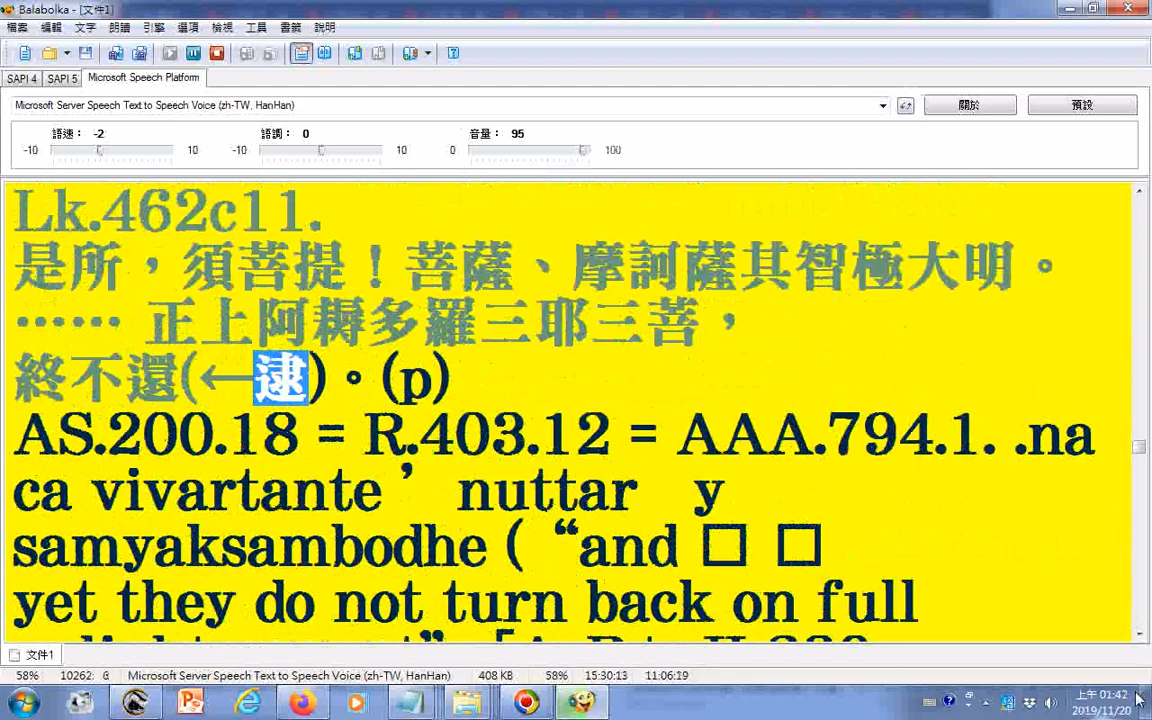 Balabolka - [文件1]
檔案 編輯 文字 朗讀 引擎 選項 檢視 工具 書籤 說明
SAPI 4 SAPI 5 Microsoft Speech Platform
Microsoft Server Speech Text to Speech Voice (zh-TW, HanHan) 關於 預設
語速： -2 語調： 0 音量： 95
-10 10 -10 10 0 100
Lk.462c11.
是所，須菩提！菩薩、摩訶薩其智極大明。
…… 正上阿耨多羅三耶三菩，
終不還(←逮)。(p)
AS.200.18 = R.403.12 = AAA.794.1. .na
ca vivartante ’nuttar y
samyaksambodhe ( “and □ □
yet they do not turn back on full
文件1
58% 10262: Microsoft Server Speech Text to Speech Voice (zh-TW, HanHan) 408 KB 58% 15:30:13 11:06:19
上午 01:42
2019/11/20